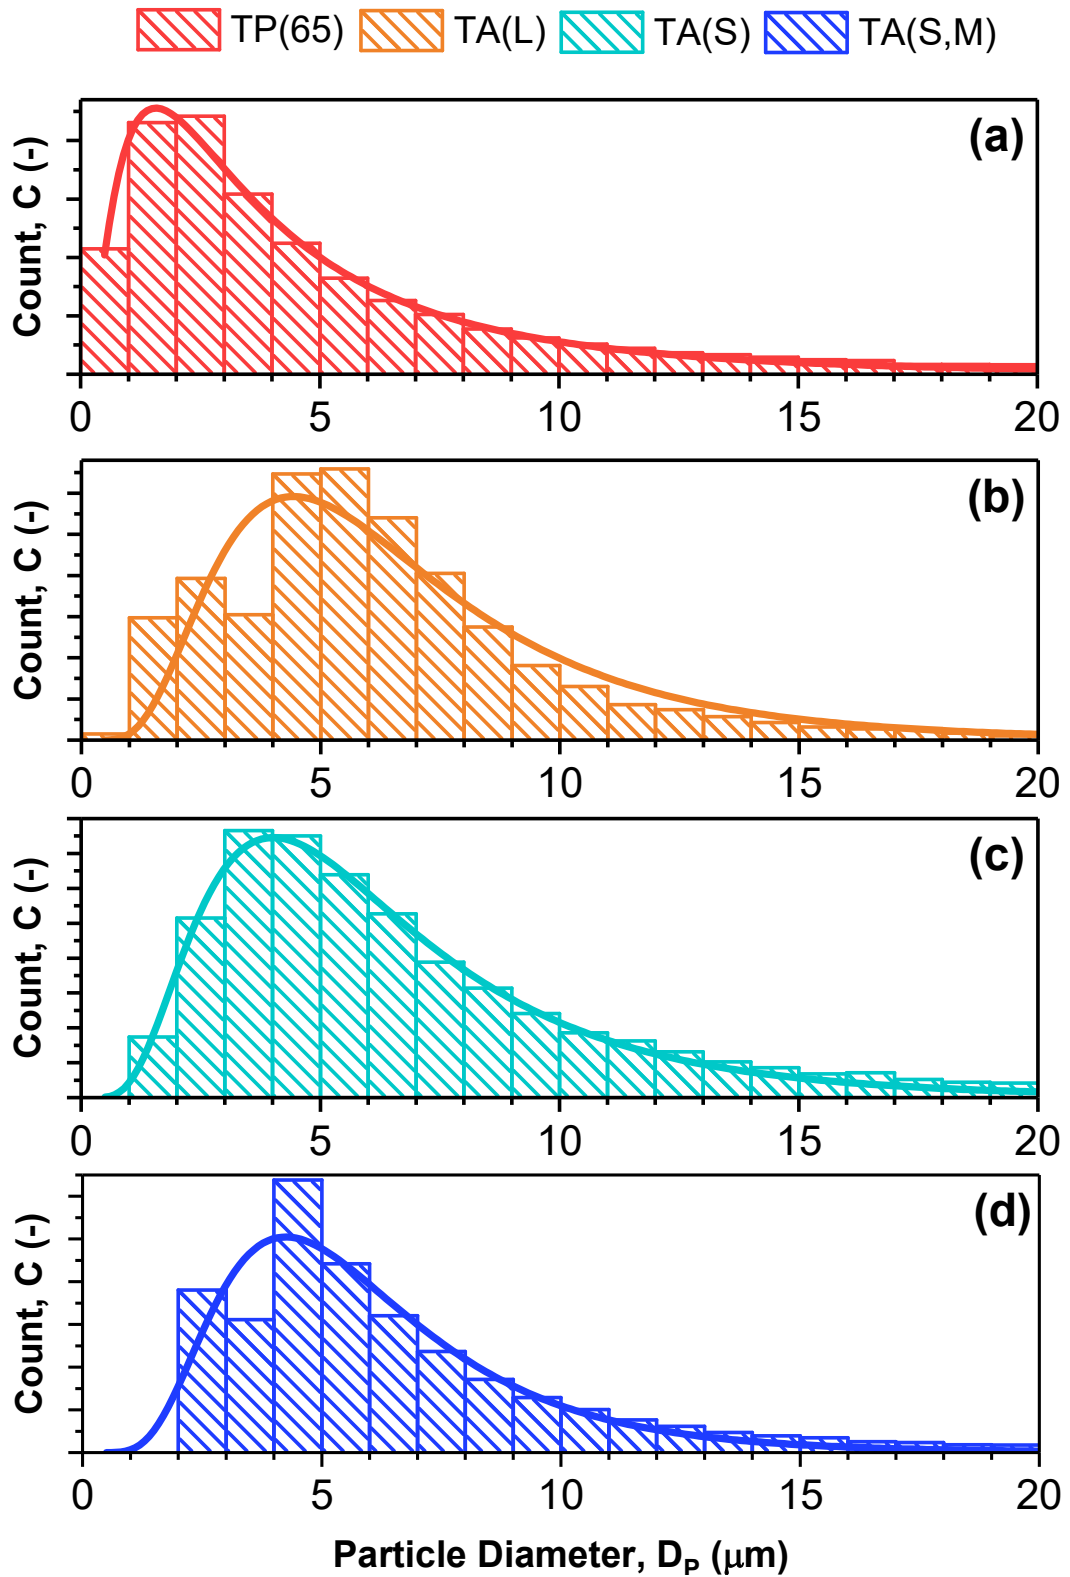 TP(65) TA(L) TA(S) TA(S,M)
(a)
Count, C (-)
0 5 10 15 20
(b)
Count, C (-)
0 5 10 15 20
(c)
Count, C (-)
0 5 10 15 20
(d)
Count, C (-)
0 5 10 15 20
Particle Diameter, D_P (μm)